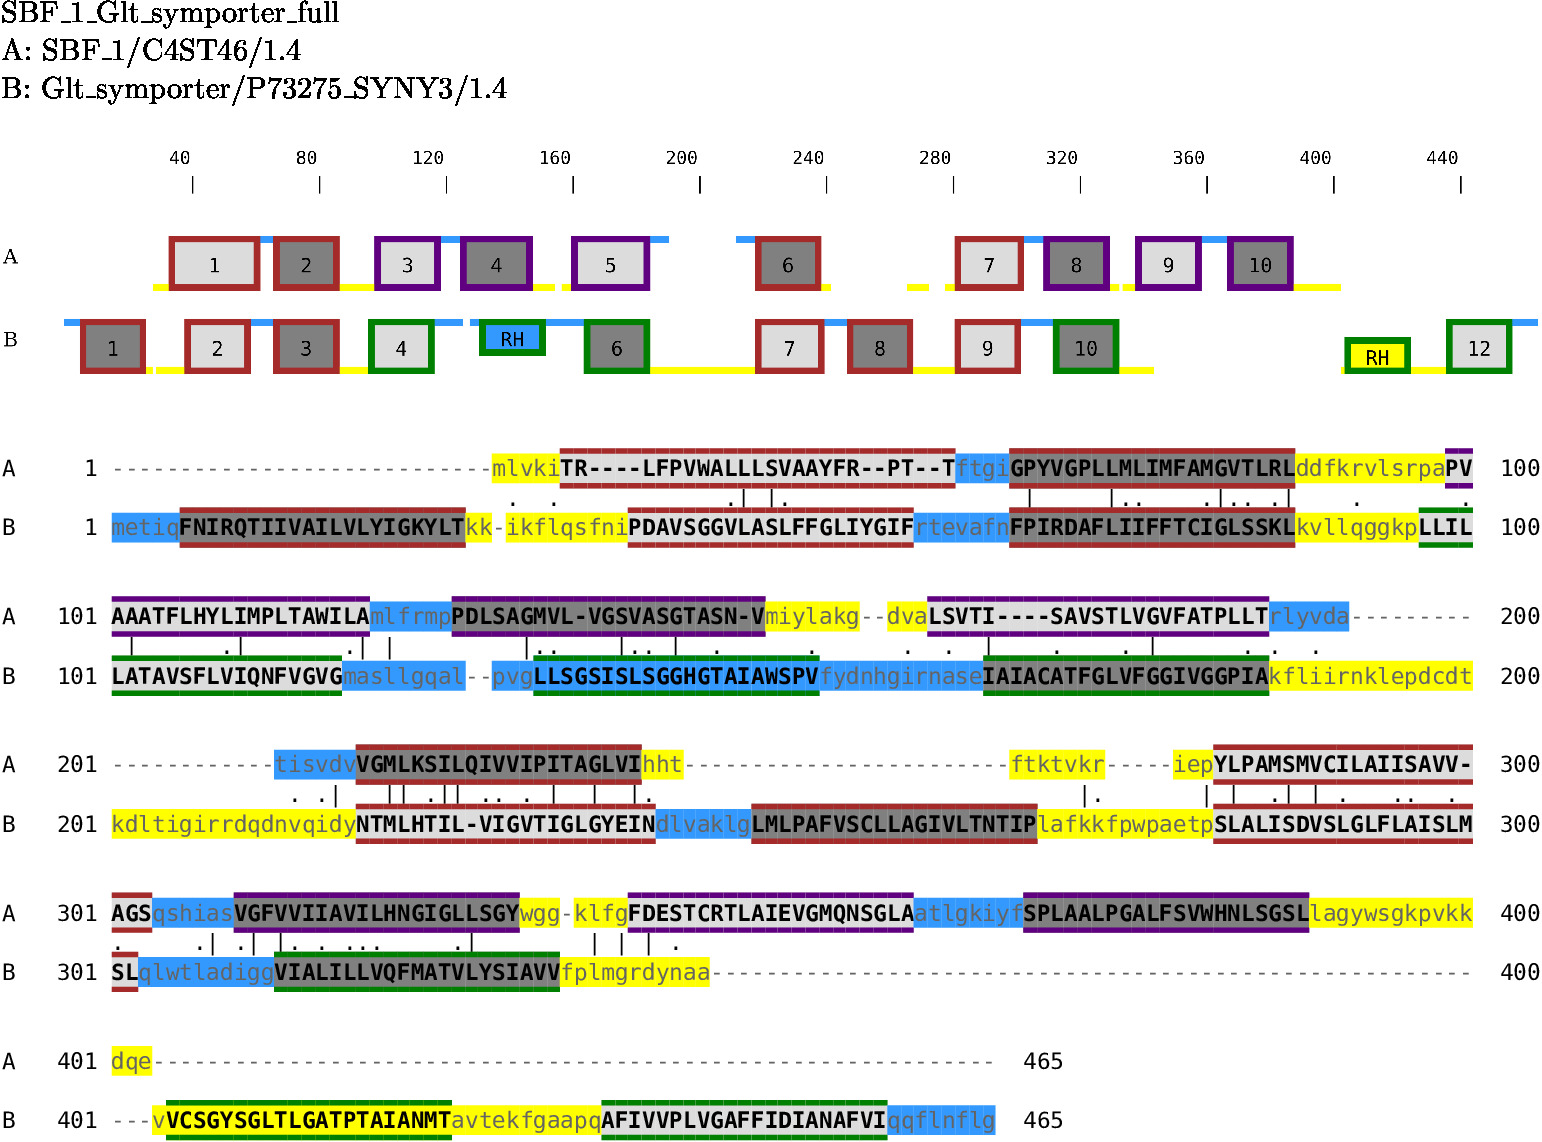 SBF_1_Glt_symporter_full
A: SBF_1/C4ST46/1.4
B: Glt_symporter/P73275_SYNY3/1.4
40 80 120 160 200 240 280 320 360 400 440
A 1 2 3 4 5 6 7 8 9 10
B 1 2 3 4 RH 6 7 8 9 10 RH 12
A 1 ----------------------------mlvkiTR----LFPVWALLLSVAAYFR--PT--TftgiGPYVGPLLMLIMFAMGVTLRLddfkrvlsrpaPV 100
B 1 metiqFNIRQTIIVAILVLYIGKYLTkk-ikflqsfniPDAVSGGVLASLFFGLIYGIFrtevafnFPIRDAFLIIFFTCIGLSSKLkvllqggkpLLIL 100
A 101 AAATFLHYLIMPLTAWILAmlfrmpPDLSAGMVL-VGSVASGTASN-Vmiylakg--dvaLSVTI----SAVSTLVGVFATPLLTrlyvda--------- 200
B 101 LATAVSFLVIQNFVGVGmasllgqal--pvgLLSGSISLSGGHGTAIAWSPVfydnhgirnaseIAIACATFGLVFGGIVGGPIAkfliirnklepdcdt 200
A 201 ------------tisvdvVGMLKSILQIVVIPITAGLVIhht------------------------ftktvkr-----iepYLPAMSMVCILAIISAVV- 300
B 201 kdltigirrdqdnvqidyNTMLHTIL-VIGVTIGLGYEINdlvaklgLMLPAFVSCLLAGIVLTNTIPlafkkfpwpaetpSLALISDVSLGLFLAISLM 300
A 301 AGSqshiasVGFVVIIAVILHNGIGLLSGYwgg-klfgFDESTCRTLAIEVGMQNSGLAatlgkiyfSPLAALPGALFSVWHNLSGSLlagywsgkpvkk 400
B 301 SLqlwtladiggVIALILLVQFMATVLYSIAVVfplmgrdynaa-------------------------------------------------------- 400
A 401 dqe-------------------------------------------------------------- 465
B 401 ---vVCSGYSGLTLGATPTAIANMTavtekfgaapqAFIVVPLVGAFFIDIANAFVIqqflnflg 465